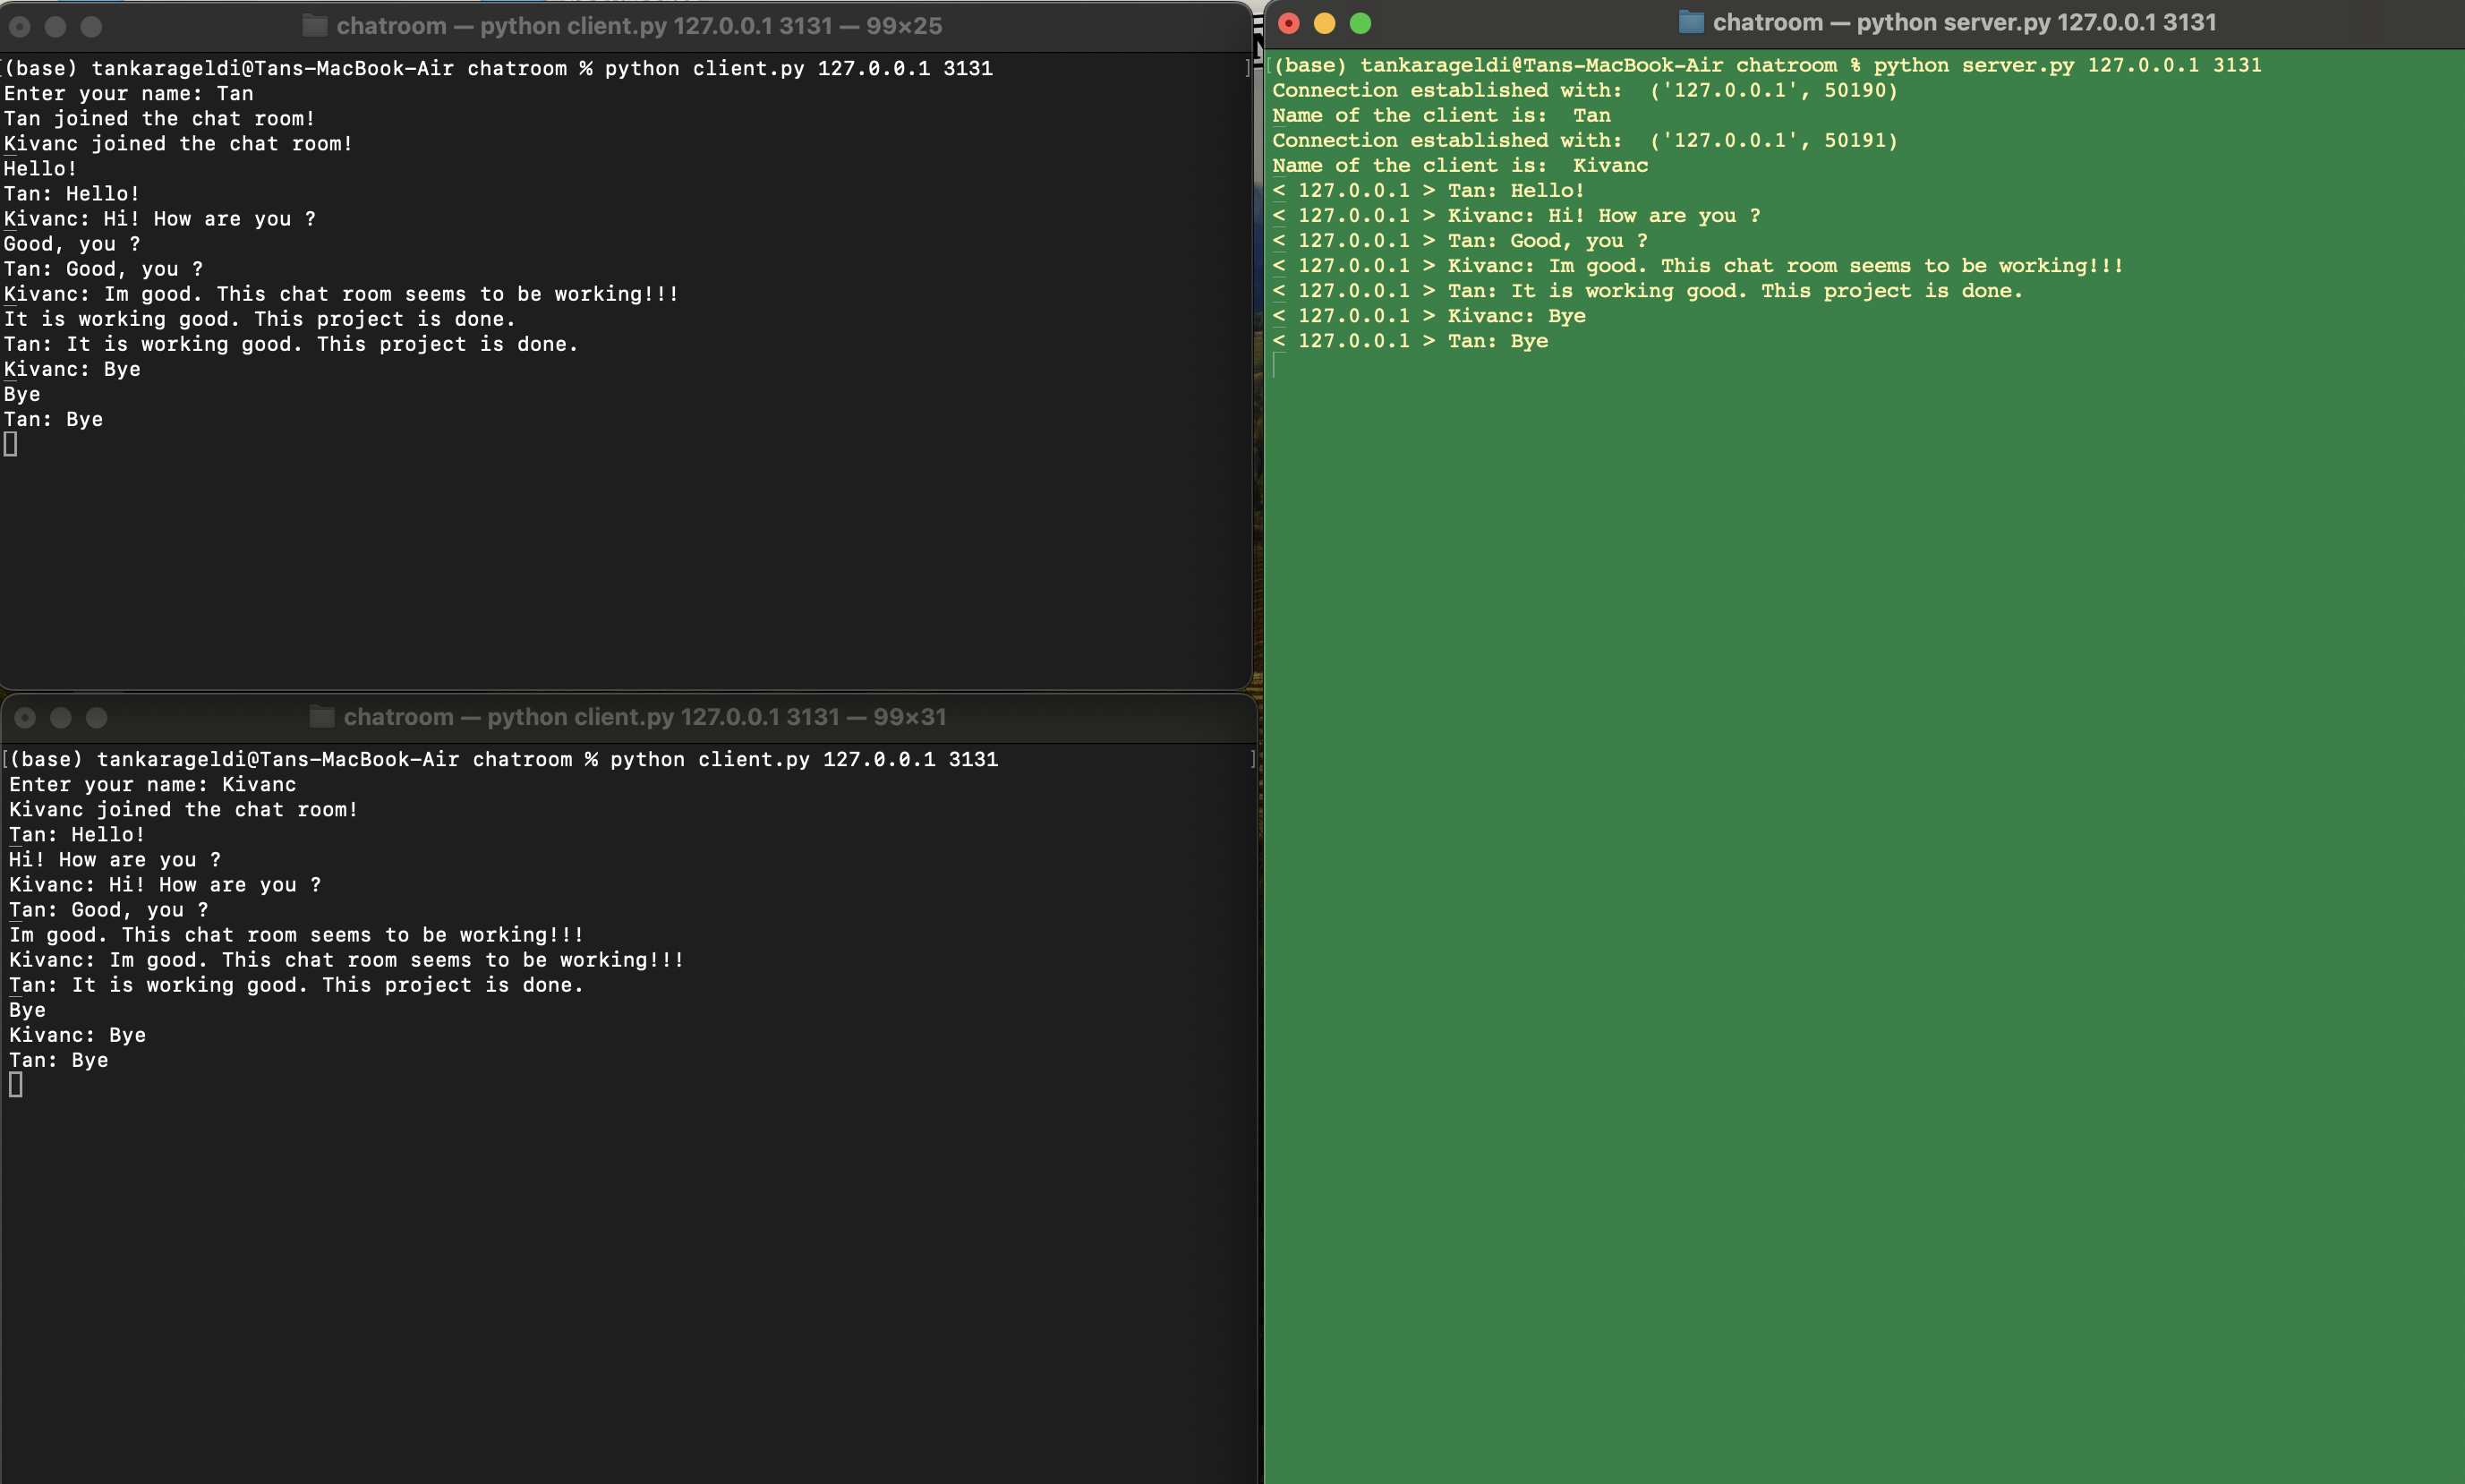 chatroom — python client.py 127.0.0.1 3131 — 99×25
(base) tankarageldi@Tans-MacBook-Air chatroom % python client.py 127.0.0.1 3131
Enter your name: Tan
Tan joined the chat room!
Kivanc joined the chat room!
Hello!
Tan: Hello!
Kivanc: Hi! How are you ?
Good, you ?
Tan: Good, you ?
Kivanc: Im good. This chat room seems to be working!!!
It is working good. This project is done.
Tan: It is working good. This project is done.
Kivanc: Bye
Bye
Tan: Bye
chatroom — python client.py 127.0.0.1 3131 — 99×31
(base) tankarageldi@Tans-MacBook-Air chatroom % python client.py 127.0.0.1 3131
Enter your name: Kivanc
Kivanc joined the chat room!
Tan: Hello!
Hi! How are you ?
Kivanc: Hi! How are you ?
Tan: Good, you ?
Im good. This chat room seems to be working!!!
Kivanc: Im good. This chat room seems to be working!!!
Tan: It is working good. This project is done.
Bye
Kivanc: Bye
Tan: Bye
chatroom — python server.py 127.0.0.1 3131
(base) tankarageldi@Tans-MacBook-Air chatroom % python server.py 127.0.0.1 3131
Connection established with:  ('127.0.0.1', 50190)
Name of the client is:  Tan
Connection established with:  ('127.0.0.1', 50191)
Name of the client is:  Kivanc
< 127.0.0.1 > Tan: Hello!
< 127.0.0.1 > Kivanc: Hi! How are you ?
< 127.0.0.1 > Tan: Good, you ?
< 127.0.0.1 > Kivanc: Im good. This chat room seems to be working!!!
< 127.0.0.1 > Tan: It is working good. This project is done.
< 127.0.0.1 > Kivanc: Bye
< 127.0.0.1 > Tan: Bye